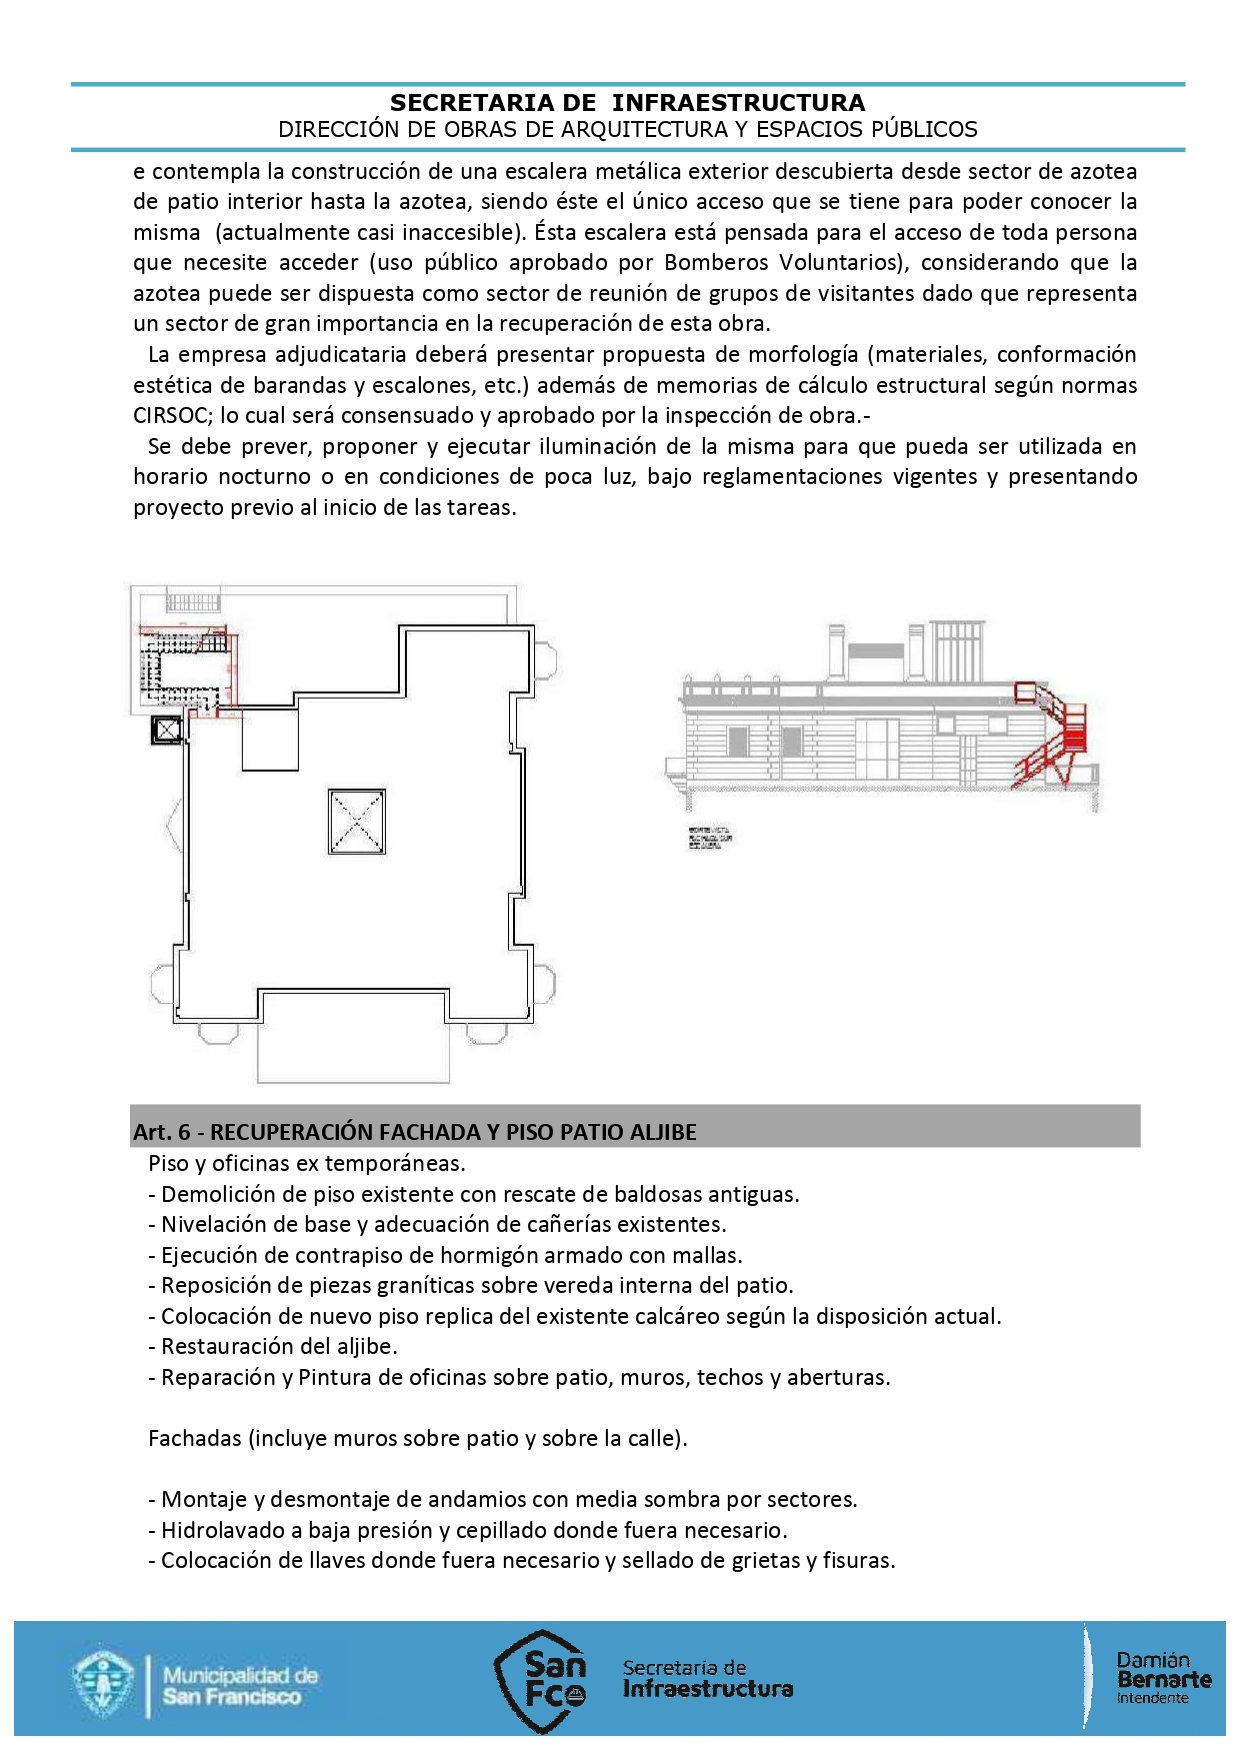 SECRETARIA DE  INFRAESTRUCTURA
DIRECCIÓN DE OBRAS DE ARQUITECTURA Y ESPACIOS PÚBLICOS
e contempla la construcción de una escalera metálica exterior descubierta desde sector de azotea
de patio interior hasta la azotea, siendo éste el único acceso que se tiene para poder conocer la
misma  (actualmente casi inaccesible). Ésta escalera está pensada para el acceso de toda persona
que necesite acceder (uso público aprobado por Bomberos Voluntarios), considerando que la
azotea puede ser dispuesta como sector de reunión de grupos de visitantes dado que representa
un sector de gran importancia en la recuperación de esta obra.
La empresa adjudicataria deberá presentar propuesta de morfología (materiales, conformación
estética de barandas y escalones, etc.) además de memorias de cálculo estructural según normas
CIRSOC; lo cual será consensuado y aprobado por la inspección de obra.-
Se debe prever, proponer y ejecutar iluminación de la misma para que pueda ser utilizada en
horario nocturno o en condiciones de poca luz, bajo reglamentaciones vigentes y presentando
proyecto previo al inicio de las tareas.
Art. 6 - RECUPERACIÓN FACHADA Y PISO PATIO ALJIBE
Piso y oficinas ex temporáneas.
- Demolición de piso existente con rescate de baldosas antiguas.
- Nivelación de base y adecuación de cañerías existentes.
- Ejecución de contrapiso de hormigón armado con mallas.
- Reposición de piezas graníticas sobre vereda interna del patio.
- Colocación de nuevo piso replica del existente calcáreo según la disposición actual.
- Restauración del aljibe.
- Reparación y Pintura de oficinas sobre patio, muros, techos y aberturas.
Fachadas (incluye muros sobre patio y sobre la calle).
- Montaje y desmontaje de andamios con media sombra por sectores.
- Hidrolavado a baja presión y cepillado donde fuera necesario.
- Colocación de llaves donde fuera necesario y sellado de grietas y fisuras.
Municipalidad de
San Francisco
San
Fco
Secretaría de
Infraestructura
Damián
Bernarte
Intendente